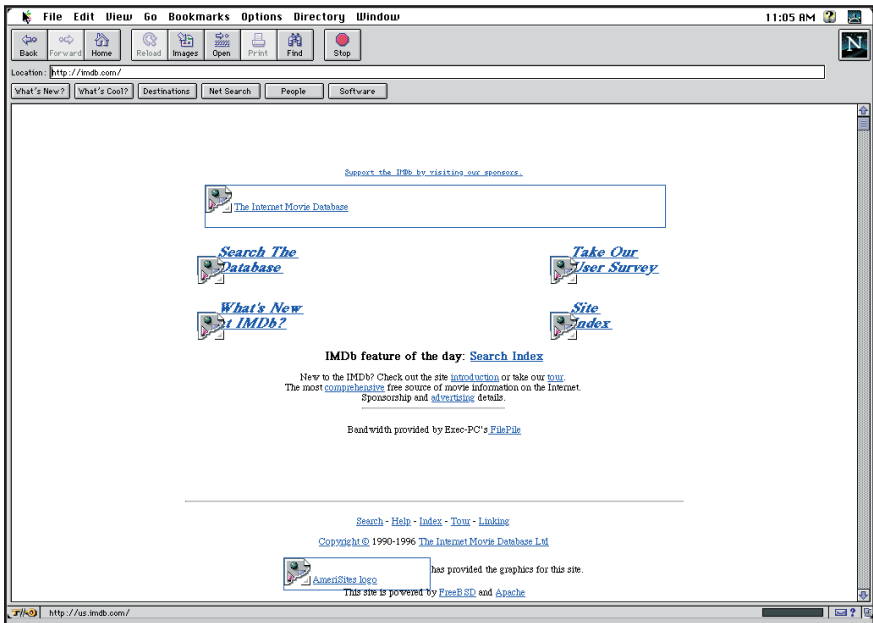 File Edit View Go Bookmarks Options Directory Window 11:05 AM
Back Forward Home Reload Images Open Print Find Stop
N
Location: http://imdb.com/
What's New? What's Cool? Destinations Net Search People Software
Support the IMDb by visiting our sponsors.
The Internet Movie Database
Search The Database
Take Our User Survey
What's New at IMDb?
Site Index
IMDb feature of the day: Search Index
New to the IMDb? Check out the site introduction or take our tour.
The most comprehensive free source of movie information on the Internet.
Sponsorship and advertising details.
Bandwidth provided by Exec-PC's FilePile
Search - Help - Index - Tour - Linking
Copyright © 1990-1996 The Internet Movie Database Ltd
AmeriSites logo has provided the graphics for this site.
This site is powered by FreeBSD and Apache
http://us.imdb.com/